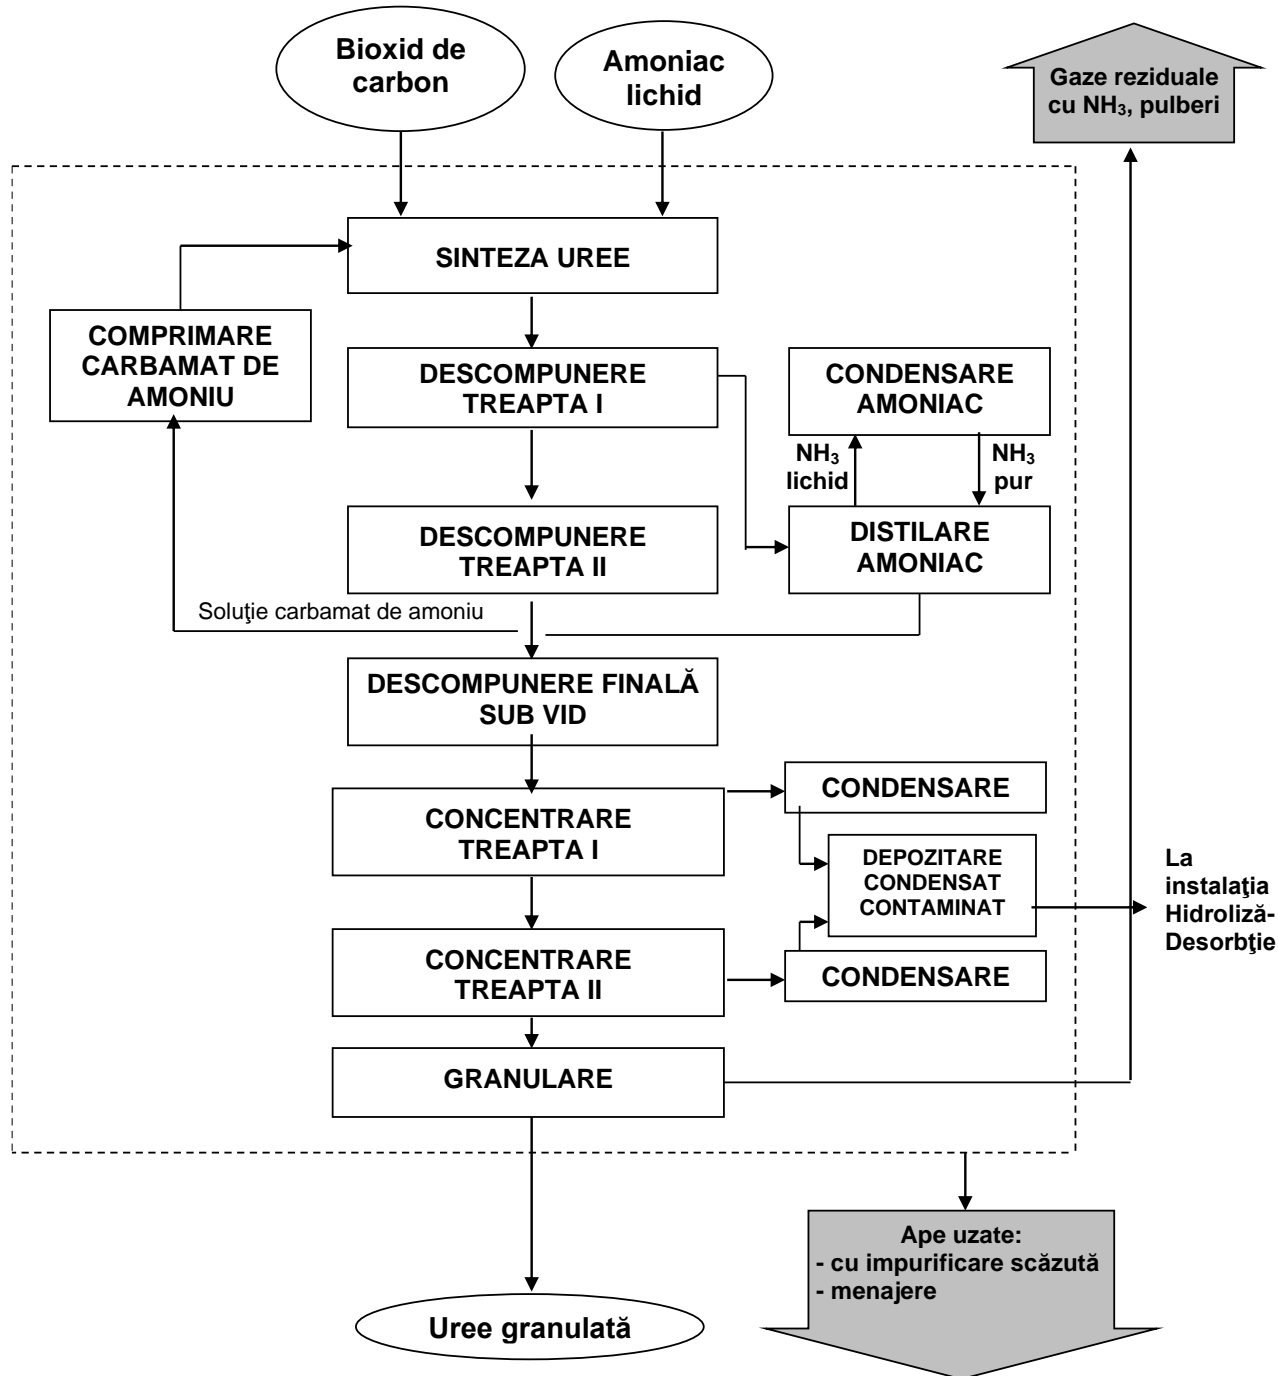 Bioxid de
carbon
Amoniac
lichid
Gaze reziduale
cu NH₃, pulberi
SINTEZA UREE
COMPRIMARE
CARBAMAT DE
AMONIU
DESCOMPUNERE
TREAPTA I
CONDENSARE
AMONIAC
NH₃
lichid
NH₃
pur
DESCOMPUNERE
TREAPTA II
DISTILARE
AMONIAC
Soluţie carbamat de amoniu
DESCOMPUNERE FINALĂ
SUB VID
CONCENTRARE
TREAPTA I
CONDENSARE
DEPOZITARE
CONDENSAT
CONTAMINAT
La
instalaţia
Hidroliză-
Desorbţie
CONCENTRARE
TREAPTA II
CONDENSARE
GRANULARE
Ape uzate:
- cu impurificare scăzută
- menajere
Uree granulată